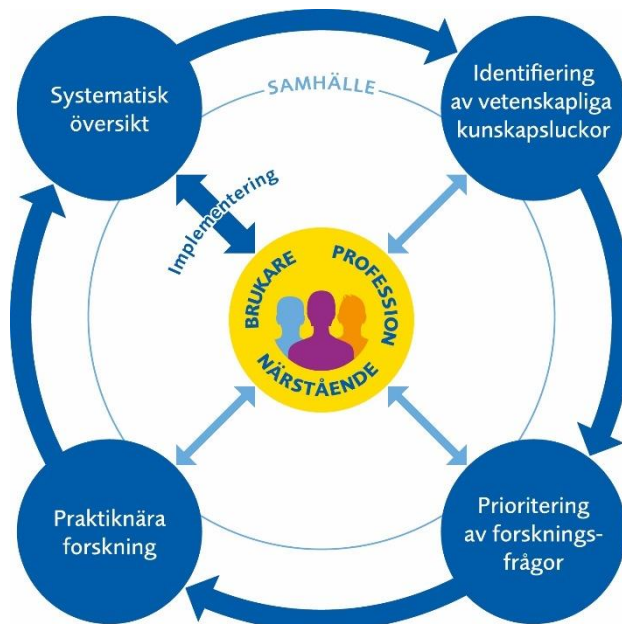 Systematisk
översikt
SAMHÄLLE
Identifiering
av vetenskapliga
kunskapsluckor
Implementering
BRUKARE
PROFESSION
NÄRSTÅENDE
Praktiknära
forskning
Prioritering
av forsknings-
frågor